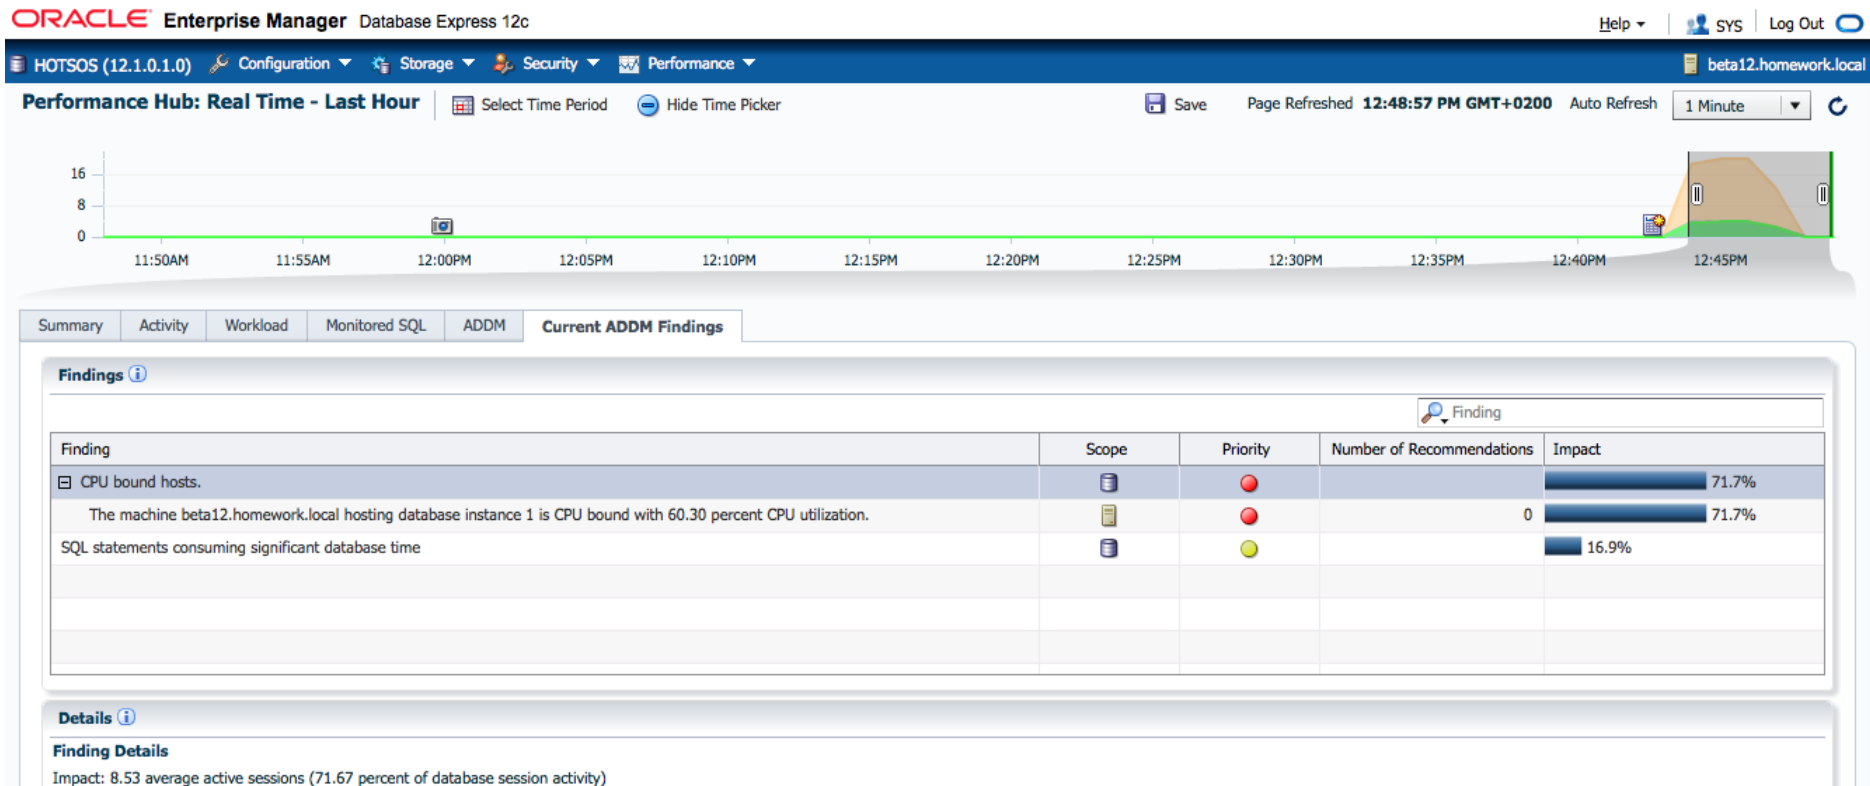 ORACLE Enterprise Manager Database Express 12c
Help SYS Log Out
HOTSOS (12.1.0.1.0) Configuration Storage Security Performance beta12.homework.local
Performance Hub: Real Time - Last Hour Select Time Period Hide Time Picker Save Page Refreshed 12:48:57 PM GMT+0200 Auto Refresh 1 Minute
16
8
0
11:50AM 11:55AM 12:00PM 12:05PM 12:10PM 12:15PM 12:20PM 12:25PM 12:30PM 12:35PM 12:40PM 12:45PM
Summary Activity Workload Monitored SQL ADDM Current ADDM Findings
Findings
Finding
Finding Scope Priority Number of Recommendations Impact
CPU bound hosts. 71.7%
The machine beta12.homework.local hosting database instance 1 is CPU bound with 60.30 percent CPU utilization. 0 71.7%
SQL statements consuming significant database time 16.9%
Details
Finding Details
Impact: 8.53 average active sessions (71.67 percent of database session activity)